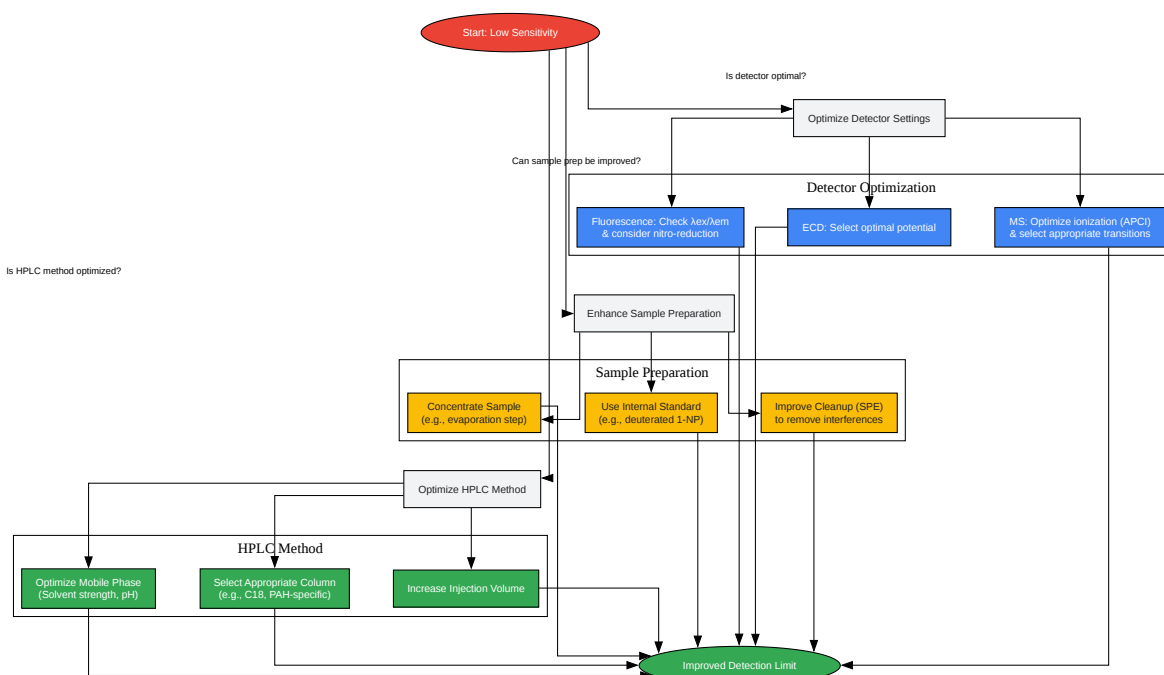 Start: Low Sensitivity
Is detector optimal?
Optimize Detector Settings
Can sample prep be improved?
Detector Optimization
Fluorescence: Check λex/λem
& consider nitro-reduction
ECD: Select optimal potential
MS: Optimize ionization (APCI)
& select appropriate transitions
Is HPLC method optimized?
Enhance Sample Preparation
Sample Preparation
Concentrate Sample
(e.g., evaporation step)
Use Internal Standard
(e.g., deuterated 1-NP)
Improve Cleanup (SPE)
to remove interferences
Optimize HPLC Method
HPLC Method
Optimize Mobile Phase
(Solvent strength, pH)
Select Appropriate Column
(e.g., C18, PAH-specific)
Increase Injection Volume
Improved Detection Limit